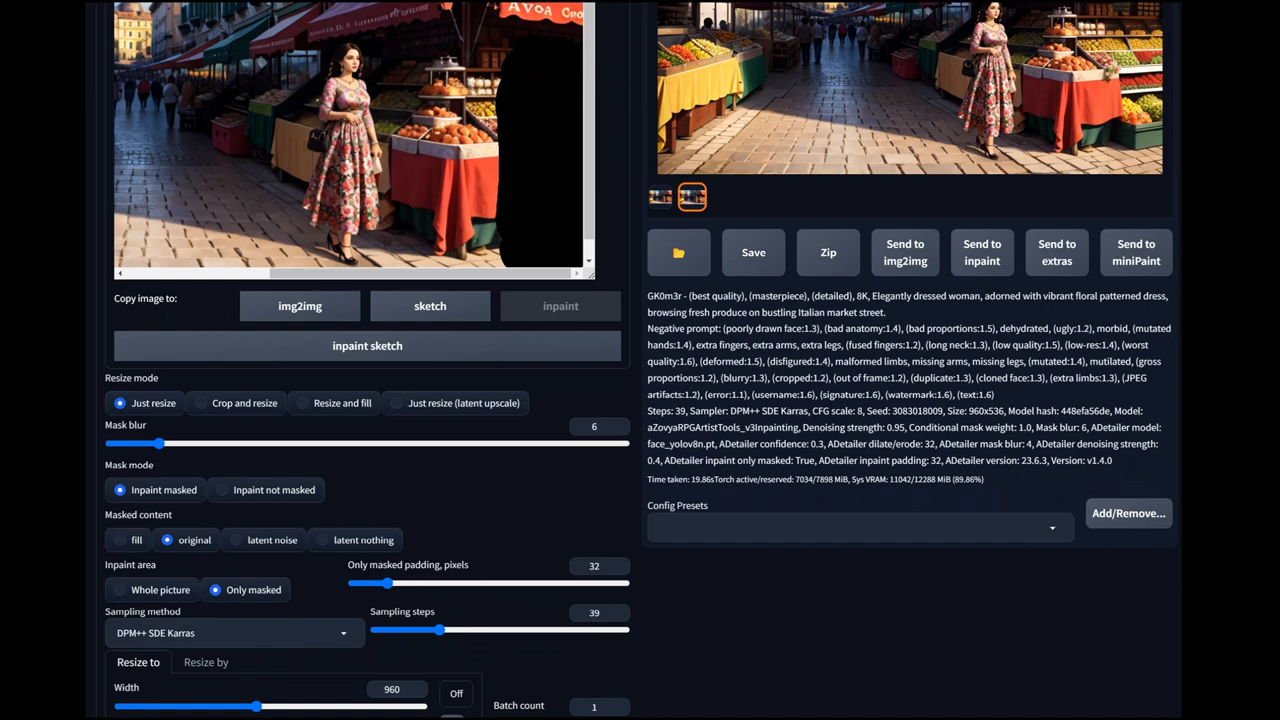 Avoa Cro
Copy image to:
img2img
sketch
inpaint
inpaint sketch
Resize mode
Just resize
Crop and resize
Resize and fill
Just resize (latent upscale)
Mask blur
6
Mask mode
Inpaint masked
Inpaint not masked
Masked content
fill
original
latent noise
latent nothing
Inpaint area
Whole picture
Only masked
Only masked padding, pixels
32
Sampling method
DPM++ SDE Karras
Sampling steps
39
Resize to
Resize by
Width
960
Off
Batch count
1
Save
Zip
Send to
img2img
Send to
inpaint
Send to
extras
Send to
miniPaint
GK0m3r - (best quality), (masterpiece), (detailed), 8K, Elegantly dressed woman, adorned with vibrant floral patterned dress,
browsing fresh produce on bustling Italian market street.
Negative prompt: (poorly drawn face:1.3), (bad anatomy:1.4), (bad proportions:1.5), dehydrated, (ugly:1.2), morbid, (mutated
hands:1.4), extra fingers, extra arms, extra legs, (fused fingers:1.2), (long neck:1.3), (low quality:1.5), (low-res:1.4), (worst
quality:1.6), (deformed:1.5), (disfigured:1.4), malformed limbs, missing arms, missing legs, (mutated:1.4), mutilated, (gross
proportions:1.2), (blurry:1.3), (cropped:1.2), (out of frame:1.2), (duplicate:1.3), (cloned face:1.3), (extra limbs:1.3), (JPEG
artifacts:1.2), (error:1.1), (username:1.6), (signature:1.6), (watermark:1.6), (text:1.6)
Steps: 39, Sampler: DPM++ SDE Karras, CFG scale: 8, Seed: 3083018009, Size: 960x536, Model hash: 448efa56de, Model:
aZovyaRPGArtistTools_v3Inpainting, Denoising strength: 0.95, Conditional mask weight: 1.0, Mask blur: 6, ADetailer model:
face_yolov8n.pt, ADetailer confidence: 0.3, ADetailer dilate/erode: 32, ADetailer mask blur: 4, ADetailer denoising strength:
0.4, ADetailer inpaint only masked: True, ADetailer inpaint padding: 32, ADetailer version: 23.6.3, Version: v1.4.0
Time taken: 19.86sTorch active/reserved: 7034/7898 MiB, Sys VRAM: 11042/12288 MiB (89.86%)
Config Presets
Add/Remove...